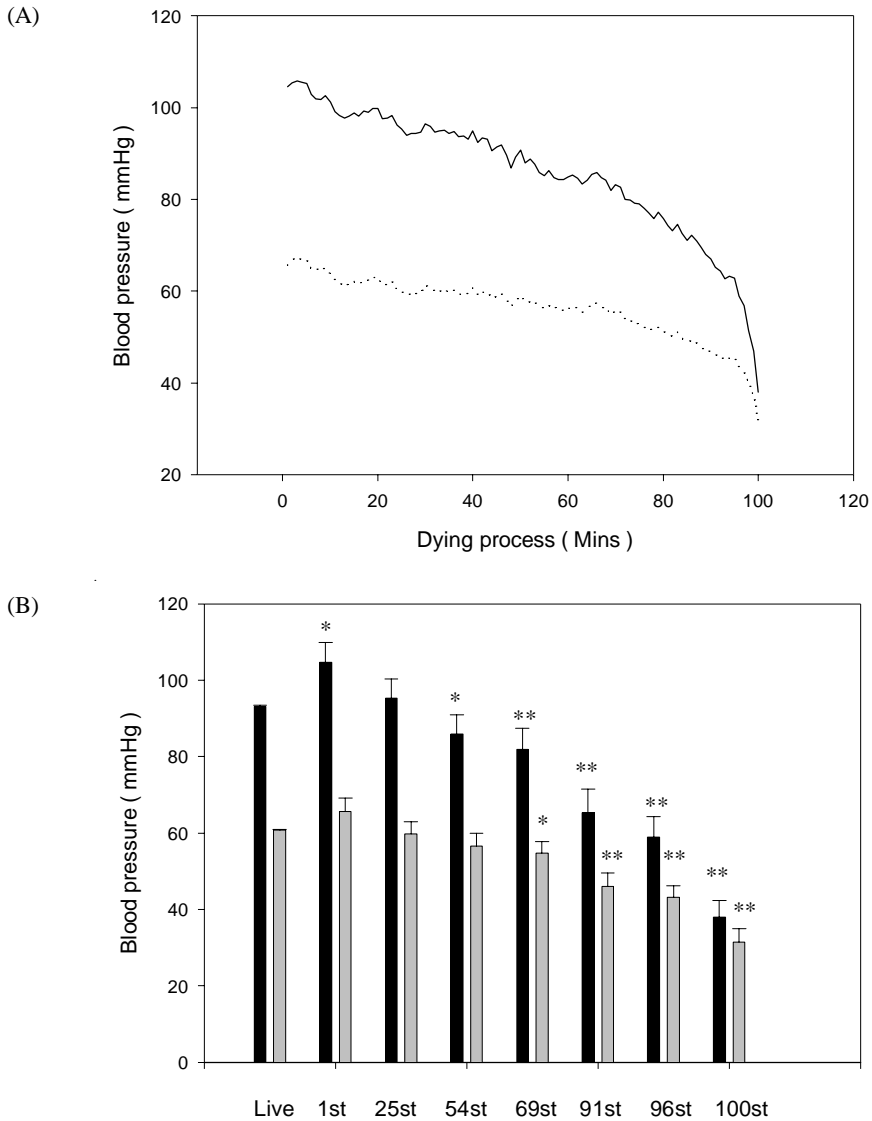 (A)
120
100
80
60
40
20
Blood pressure ( mmHg )
0 20 40 60 80 100 120
Dying process ( Mins )
(B)
120
100
80
60
40
20
0
Blood pressure ( mmHg )
* * ** ** ** **
* ** ** **
Live 1st 25st 54st 69st 91st 96st 100st